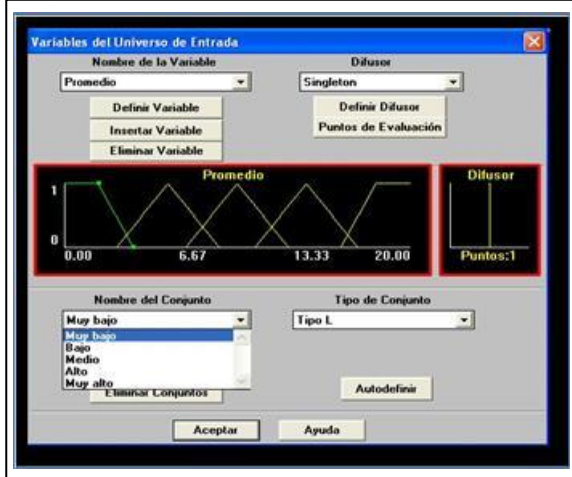 Variables del Universo de Entrada
Nombre de la Variable
Difusor
Promedio
Singleton
Definir Variable
Definir Difusor
Insertar Variable
Puntos de Evaluación
Eliminar Variable
Promedio
Difusor
1
0
0.00 6.67 13.33 20.00
Puntos:1
Nombre del Conjunto
Tipo de Conjunto
Muy bajo
Tipo L
Muy bajo
Bajo
Medio
Alto
Muy alto
Eliminar Conjuntos
Autodefinir
Aceptar
Ayuda